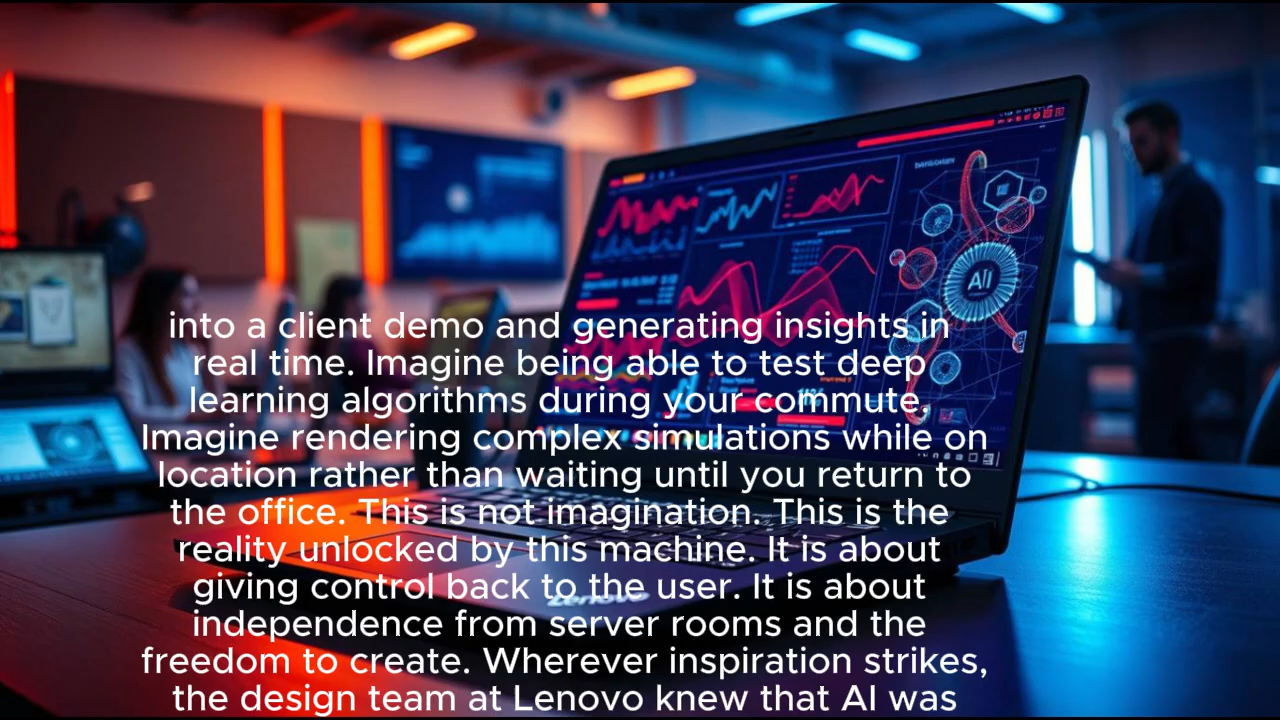 AI
into a client demo and generating insights in
real time. Imagine being able to test deep
learning algorithms during your commute.
Imagine rendering complex simulations while on
location rather than waiting until you return to
the office. This is not imagination. This is the
reality unlocked by this machine. It is about
giving control back to the user. It is about
Lenovo
independence from server rooms and the
freedom to create. Wherever inspiration strikes,
the design team at Lenovo knew that AI was